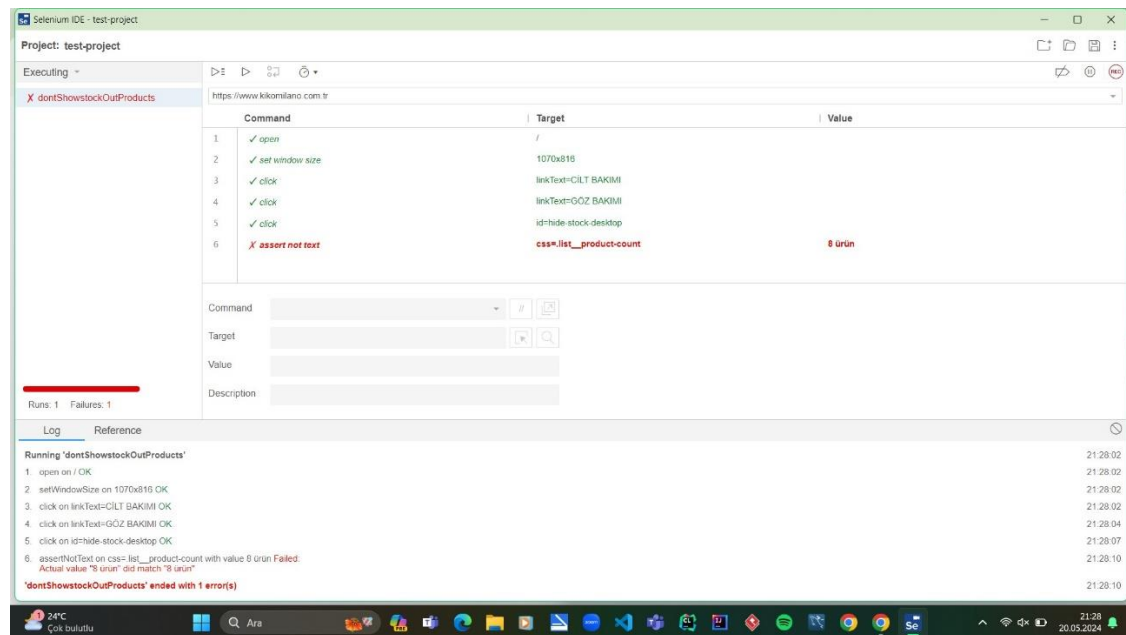 Selenium IDE - test-project
Project: test-project
Executing
https://www.kikomilano.com.tr
X dontShowstockOutProducts
Command Target Value
1 ✓ open /
2 ✓ set window size 1070x816
3 ✓ click linkText=CİLT BAKIMI
4 ✓ click linkText=GÖZ BAKIMI
5 ✓ click id=hide-stock-desktop
6 ✗ assert not text css=.list__product-count 8 ürün
Command //
Target
Value
Description
Runs: 1 Failures: 1
Log Reference
Running 'dontShowstockOutProducts' 21:28:02
1. open on / OK 21:28:02
2. setWindowSize on 1070x816 OK 21:28:02
3. click on linkText=CİLT BAKIMI OK 21:28:02
4. click on linkText=GÖZ BAKIMI OK 21:28:04
5. click on id=hide-stock-desktop OK 21:28:07
6. assertNotText on css=.list__product-count with value 8 ürün Failed: 21:28:10
Actual value "8 ürün" did match "8 ürün"
'dontShowstockOutProducts' ended with 1 error(s) 21:28:10
1 24°C
Çok bulutlu
Ara
21:28
20.05.2024